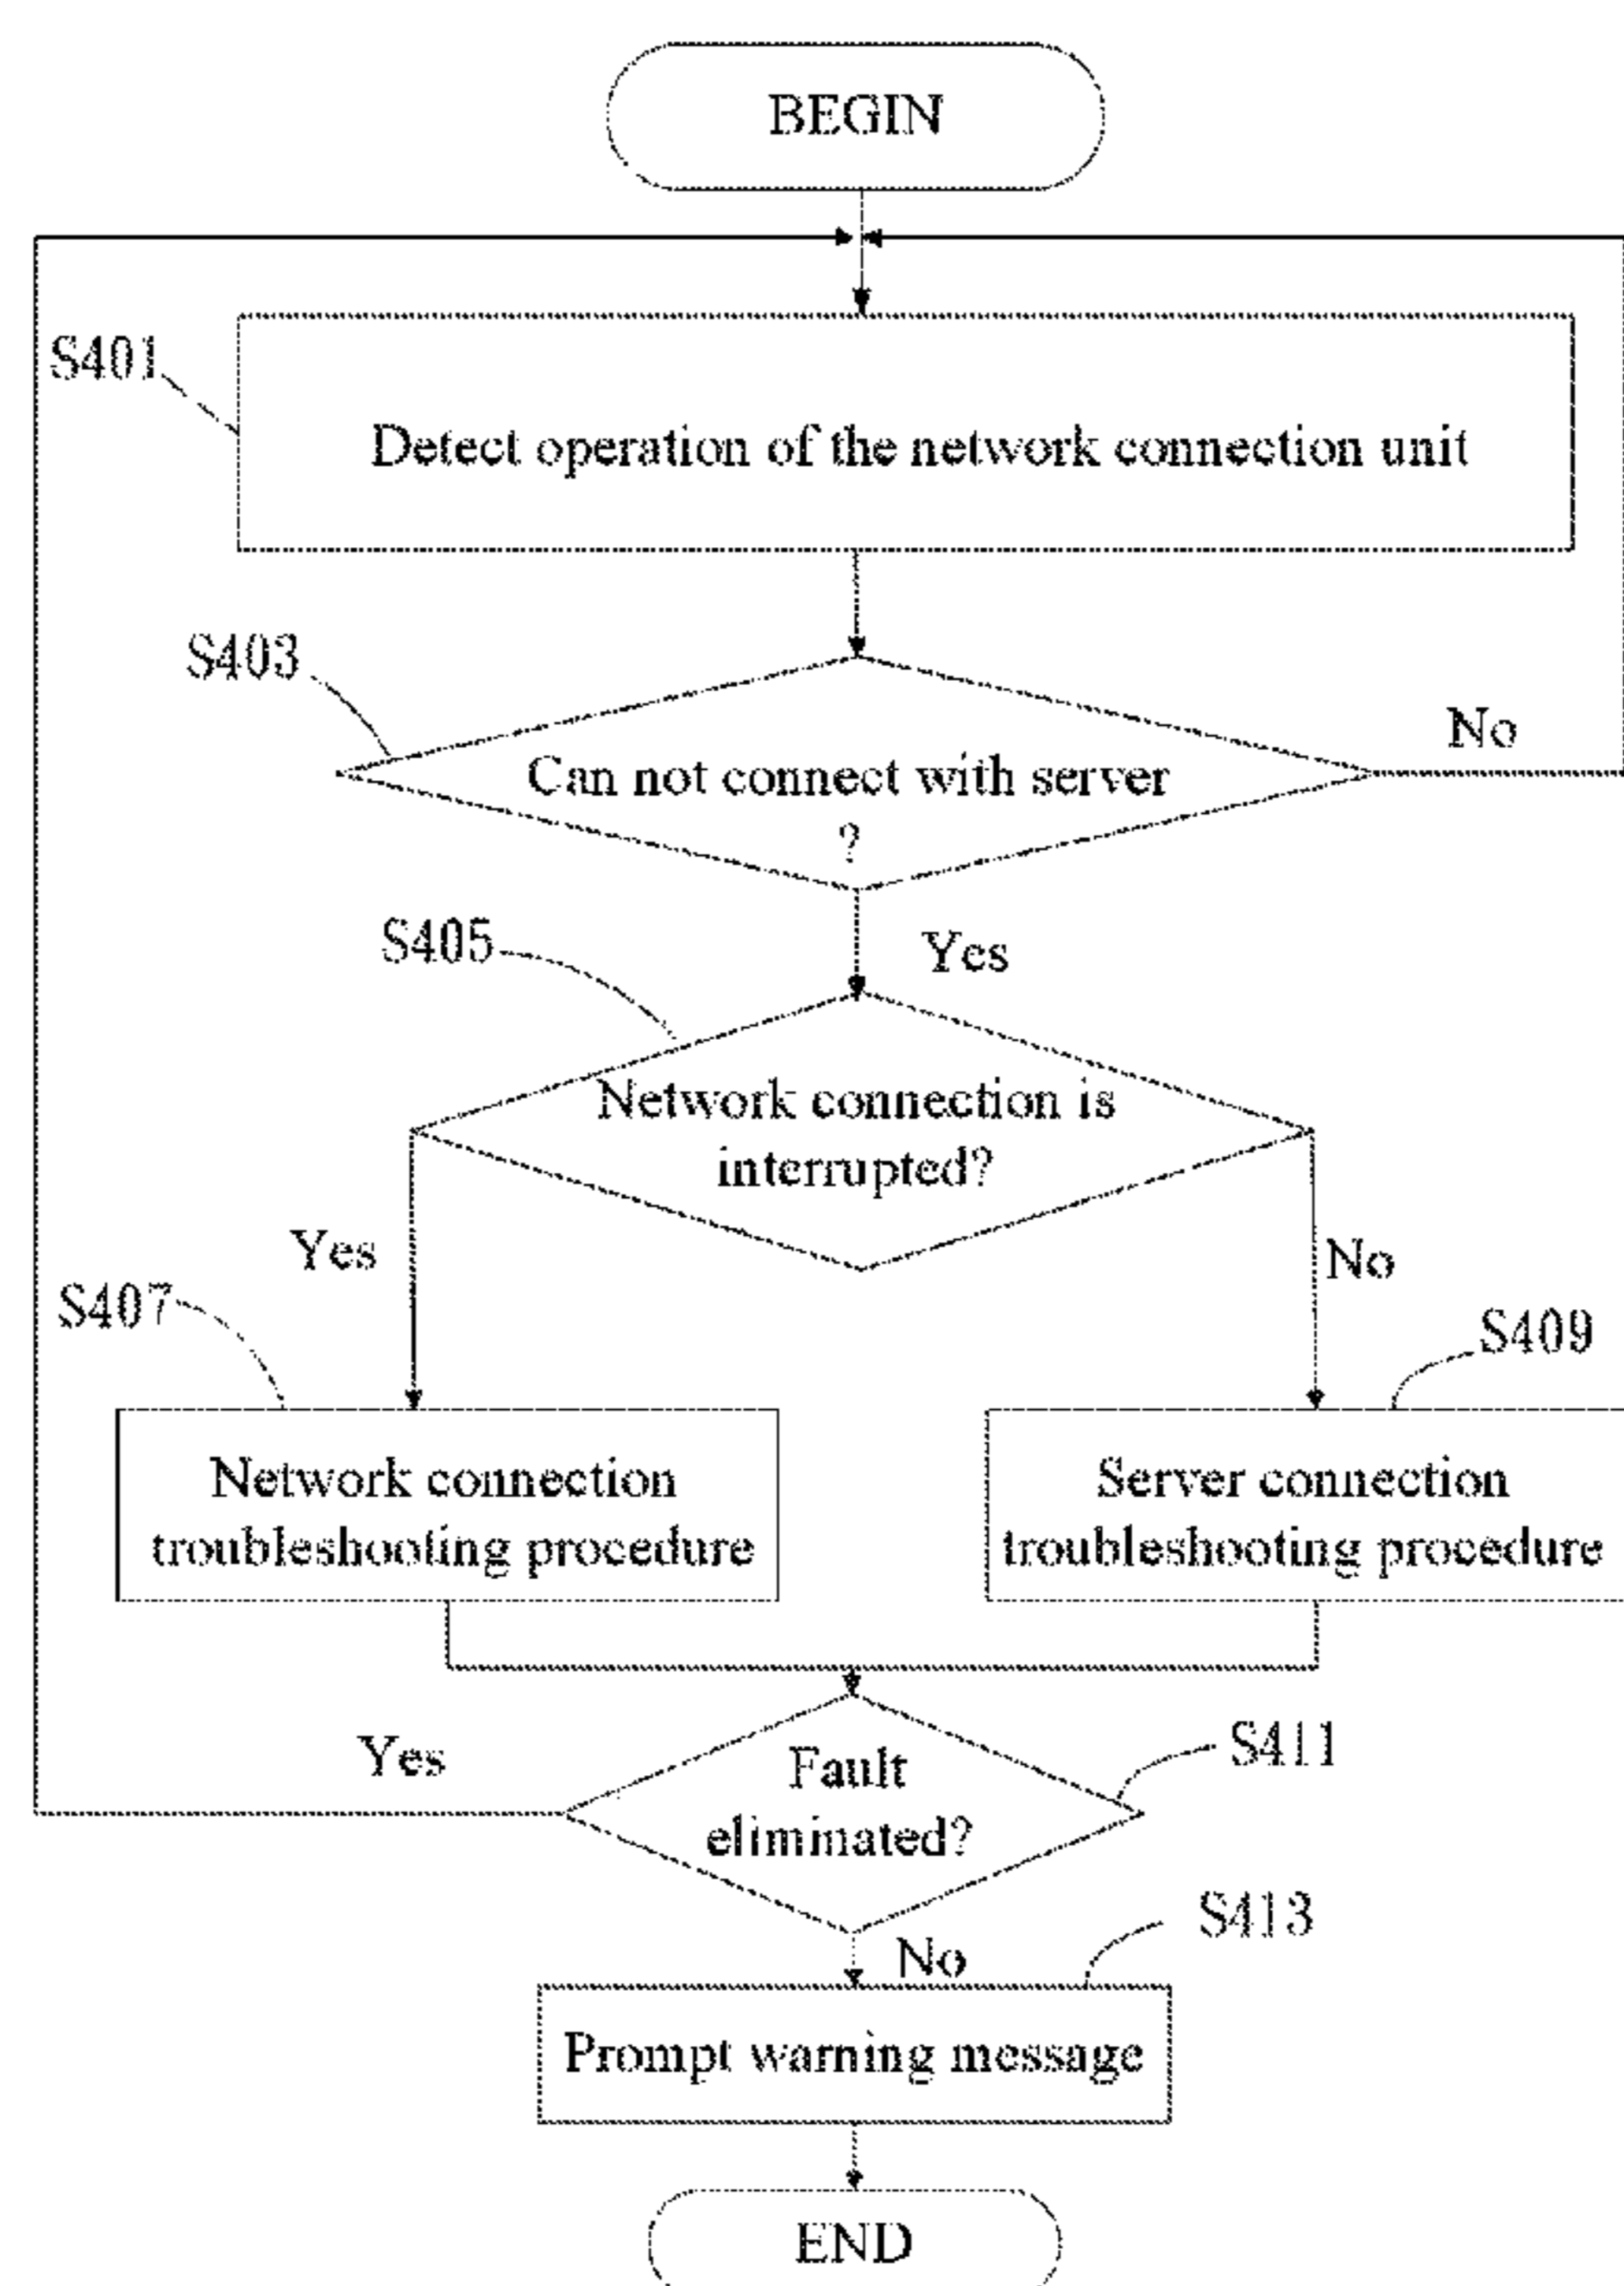 BEGIN
S401
Detect operation of the network connection unit
S403
Can not connect with server
?
No
Yes
S405
Network connection is
interrupted?
Yes
No
S407
S409
Network connection
troubleshooting procedure
Server connection
troubleshooting procedure
Yes
Fault
eliminated?
S411
No
S413
Prompt warning message
END